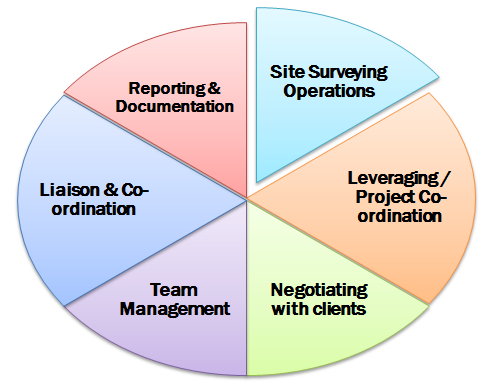 Site Surveying
Operations
Leveraging /
Project Co-
ordination
Negotiating
with clients
Team
Management
Liaison & Co-
ordination
Reporting &
Documentation